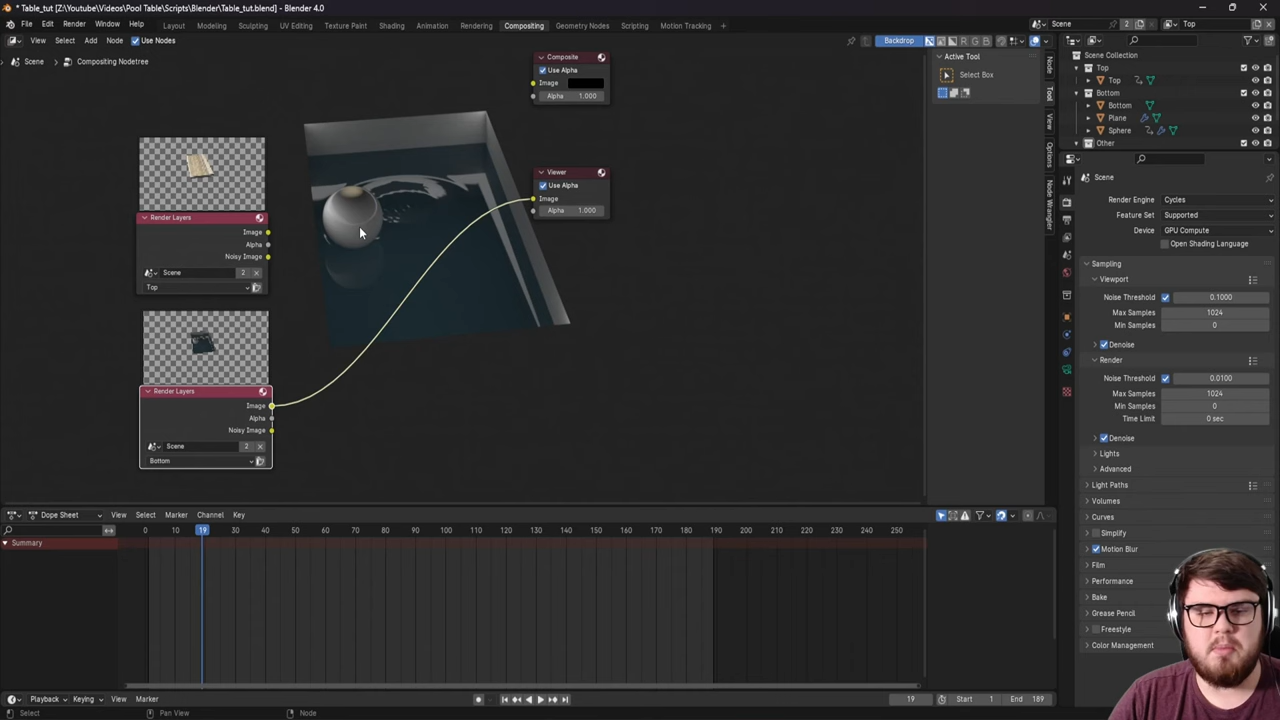 * Table_tut [Z:\Youtube\Videos\Pool Table\Scripts\Blender\Table_tut.blend] - Blender 4.0
File Edit Render Window Help Layout Modeling Sculpting UV Editing Texture Paint Shading Animation Rendering Compositing Geometry Nodes Scripting Motion Tracking + Scene 2 Top
View Select Add Node Use Nodes Backdrop R G B
Scene > Compositing Nodetree
Composite
Use Alpha
Image
Alpha 1.000
Viewer
Use Alpha
Image
Alpha 1.000
Render Layers
Image
Alpha
Noisy Image
Scene 2
Top
Render Layers
Image
Alpha
Noisy Image
Scene 2
Bottom
Active Tool
Select Box
Node
Tool
View
Options
Node Wrangler
Scene Collection
Top
Top
Bottom
Bottom
Plane
Sphere
Other
Scene
Render Engine Cycles
Feature Set Supported
Device GPU Compute
Open Shading Language
Sampling
Viewport
Noise Threshold 0.1000
Max Samples 1024
Min Samples 0
Denoise
Render
Noise Threshold 0.0100
Max Samples 1024
Min Samples 0
Time Limit 0 sec
Denoise
Lights
Advanced
Light Paths
Volumes
Curves
Simplify
Motion Blur
Film
Performance
Bake
Grease Pencil
Freestyle
Color Management
Dope Sheet View Select Marker Channel Key
0 10 19 30 40 50 60 70 80 90 100 110 120 130 140 150 160 170 180 190 200 210 220 230 240 250
Summary
Playback Keying View Marker 19 Start 1 End 189
Select Pan View Node